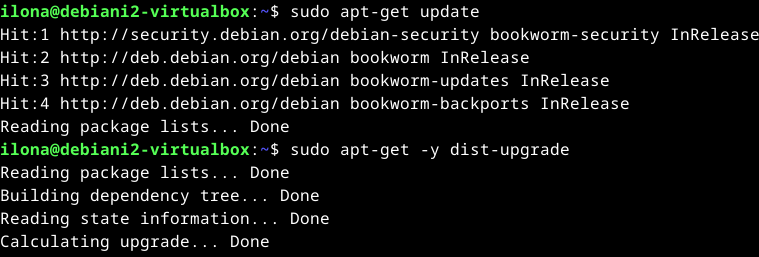 ilona@debiani2-virtualbox:~$ sudo apt-get update
Hit:1 http://security.debian.org/debian-security bookworm-security InRelease
Hit:2 http://deb.debian.org/debian bookworm InRelease
Hit:3 http://deb.debian.org/debian bookworm-updates InRelease
Hit:4 http://deb.debian.org/debian bookworm-backports InRelease
Reading package lists... Done
ilona@debiani2-virtualbox:~$ sudo apt-get -y dist-upgrade
Reading package lists... Done
Building dependency tree... Done
Reading state information... Done
Calculating upgrade... Done